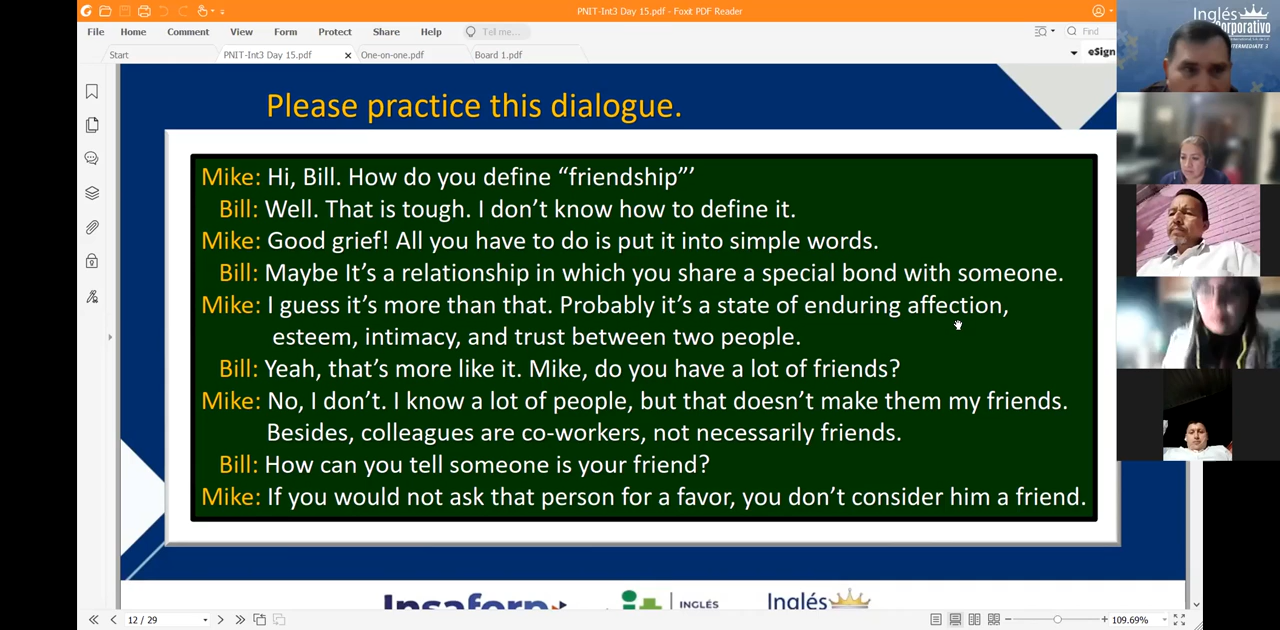 PNIT-Int3 Day 15.pdf - Foxit PDF Reader
File Home Comment View Form Protect Share Help Tell me... Find
Start PNIT-Int3 Day 15.pdf One-on-one.pdf Board 1.pdf eSign
Inglés
Corporativo
INTERMEDIATE 3
Please practice this dialogue.
Mike: Hi, Bill. How do you define “friendship”’
Bill: Well. That is tough. I don’t know how to define it.
Mike: Good grief! All you have to do is put it into simple words.
Bill: Maybe It’s a relationship in which you share a special bond with someone.
Mike: I guess it’s more than that. Probably it’s a state of enduring affection,
esteem, intimacy, and trust between two people.
Bill: Yeah, that’s more like it. Mike, do you have a lot of friends?
Mike: No, I don’t. I know a lot of people, but that doesn’t make them my friends.
Besides, colleagues are co-workers, not necessarily friends.
Bill: How can you tell someone is your friend?
Mike: If you would not ask that person for a favor, you don’t consider him a friend.
Insaforp INGLÉS Inglés
12 / 29 109.69%